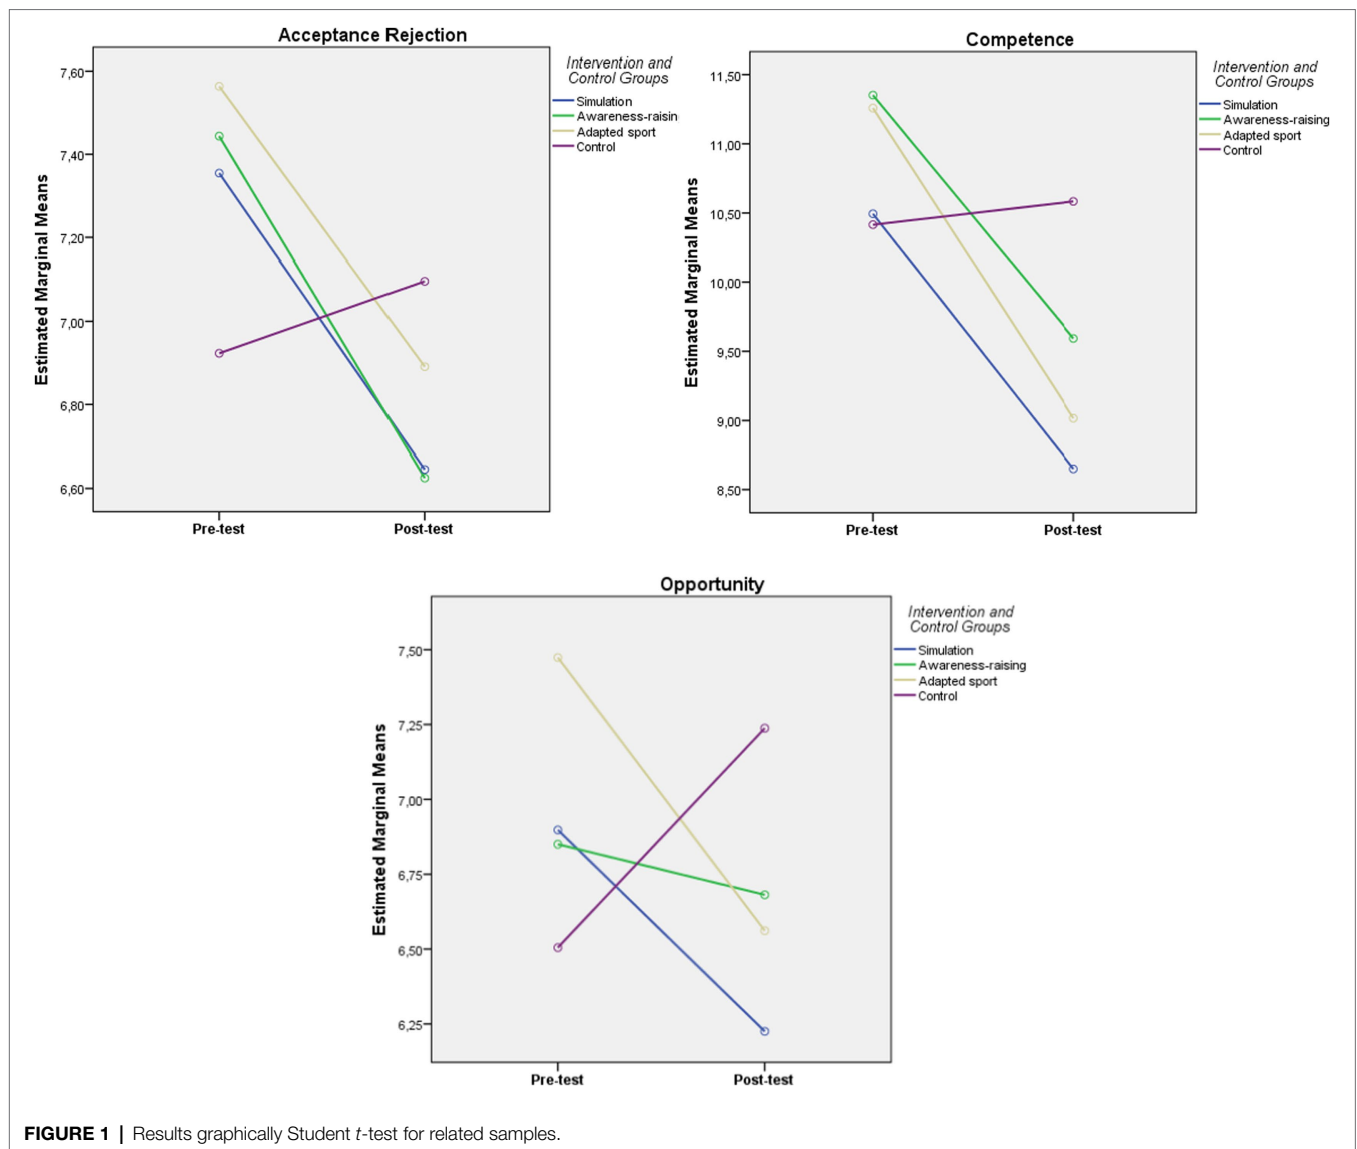 Acceptance Rejection
Intervention and
Control Groups
Simulation
Awareness-raisin
Adapted sport
Control
Estimated Marginal Means
7,60
7,40
7,20
7,00
6,80
6,60
Pre-test
Post-test
Competence
Intervention and
Control Groups
Simulation
Awareness-raising
Adapted sport
Control
Estimated Marginal Means
11,50
11,00
10,50
10,00
9,50
9,00
8,50
Pre-test
Post-test
Opportunity
Intervention and
Control Groups
Simulation
Awareness-raising
Adapted sport
Control
Estimated Marginal Means
7,50
7,25
7,00
6,75
6,50
6,25
Pre-test
Post-test
FIGURE 1 | Results graphically Student t-test for related samples.